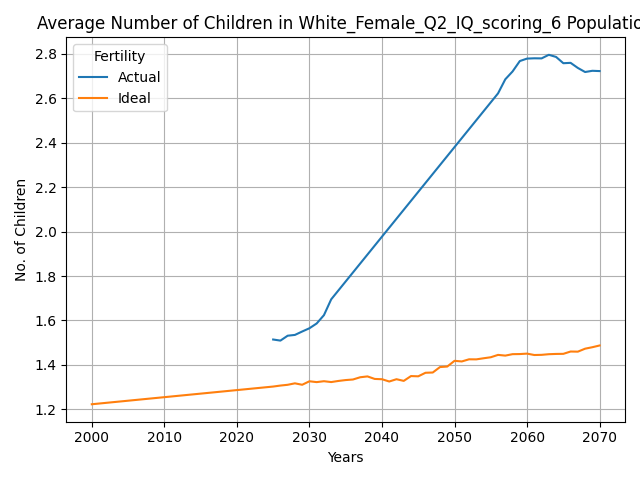 Average Number of Children in White_Female_Q2_IQ_scoring_6 Populatio
Fertility
Actual
Ideal
2.8
2.6
2.4
2.2
2.0
1.8
1.6
1.4
1.2
No. of Children
2000 2010 2020 2030 2040 2050 2060 2070
Years